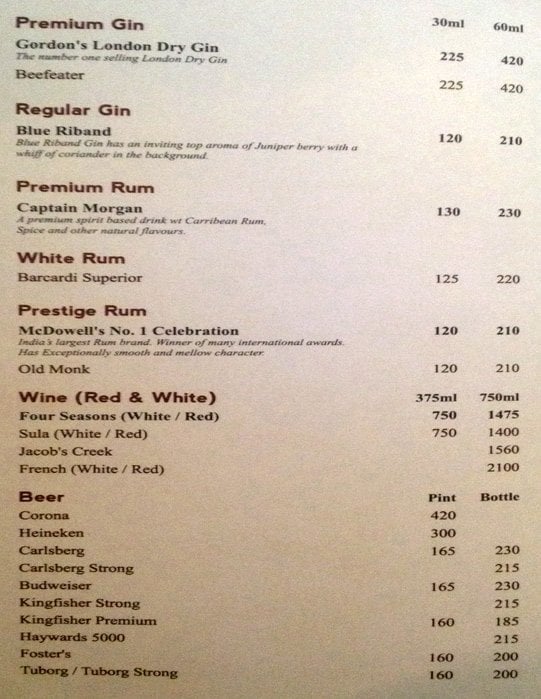 Premium Gin 30ml 60ml
Gordon's London Dry Gin 225 420
The number one selling London Dry Gin
Beefeater 225 420
Regular Gin
Blue Riband 120 210
Blue Riband Gin has an inviting top aroma of Juniper berry with a
whiff of coriander in the background.
Premium Rum
Captain Morgan 130 230
A premium spirit based drink wt Carribean Rum,
Spice and other natural flavours.
White Rum
Barcardi Superior 125 220
Prestige Rum
McDowell's No. 1 Celebration 120 210
India's largest Rum brand. Winner of many international awards.
Has Exceptionally smooth and mellow character.
Old Monk 120 210
Wine (Red & White) 375ml 750ml
Four Seasons (White / Red) 750 1475
Sula (White / Red) 750 1400
Jacob's Creek 1560
French (White / Red) 2100
Beer Pint Bottle
Corona 420
Heineken 300
Carlsberg 165 230
Carlsberg Strong 215
Budweiser 165 230
Kingfisher Strong 215
Kingfisher Premium 160 185
Haywards 5000 215
Foster's 160 200
Tuborg / Tuborg Strong 160 200